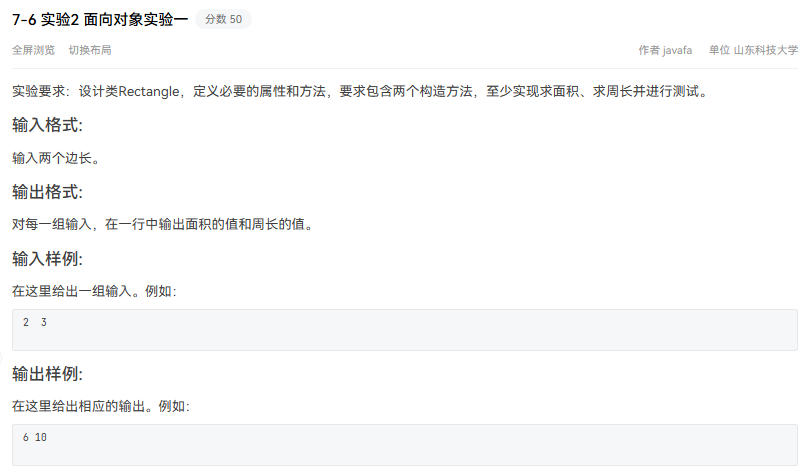 7-6 实验2 面向对象实验一 分数 50
全屏浏览 切换布局 作者 javafa 单位 山东科技大学
实验要求：设计类Rectangle，定义必要的属性和方法，要求包含两个构造方法，至少实现求面积、求周长并进行测试。
输入格式:
输入两个边长。
输出格式:
对每一组输入，在一行中输出面积的值和周长的值。
输入样例:
在这里给出一组输入。例如：
2  3
输出样例:
在这里给出相应的输出。例如：
6 10